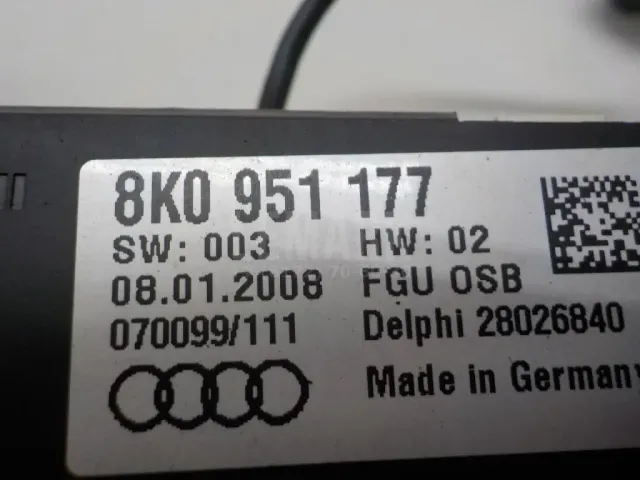 8K0 951 177
SW: 003 HW: 02
08.01.2008 FGU OSB
070099/111 Delphi 28026840
Made in Germany